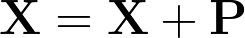 X = X + P